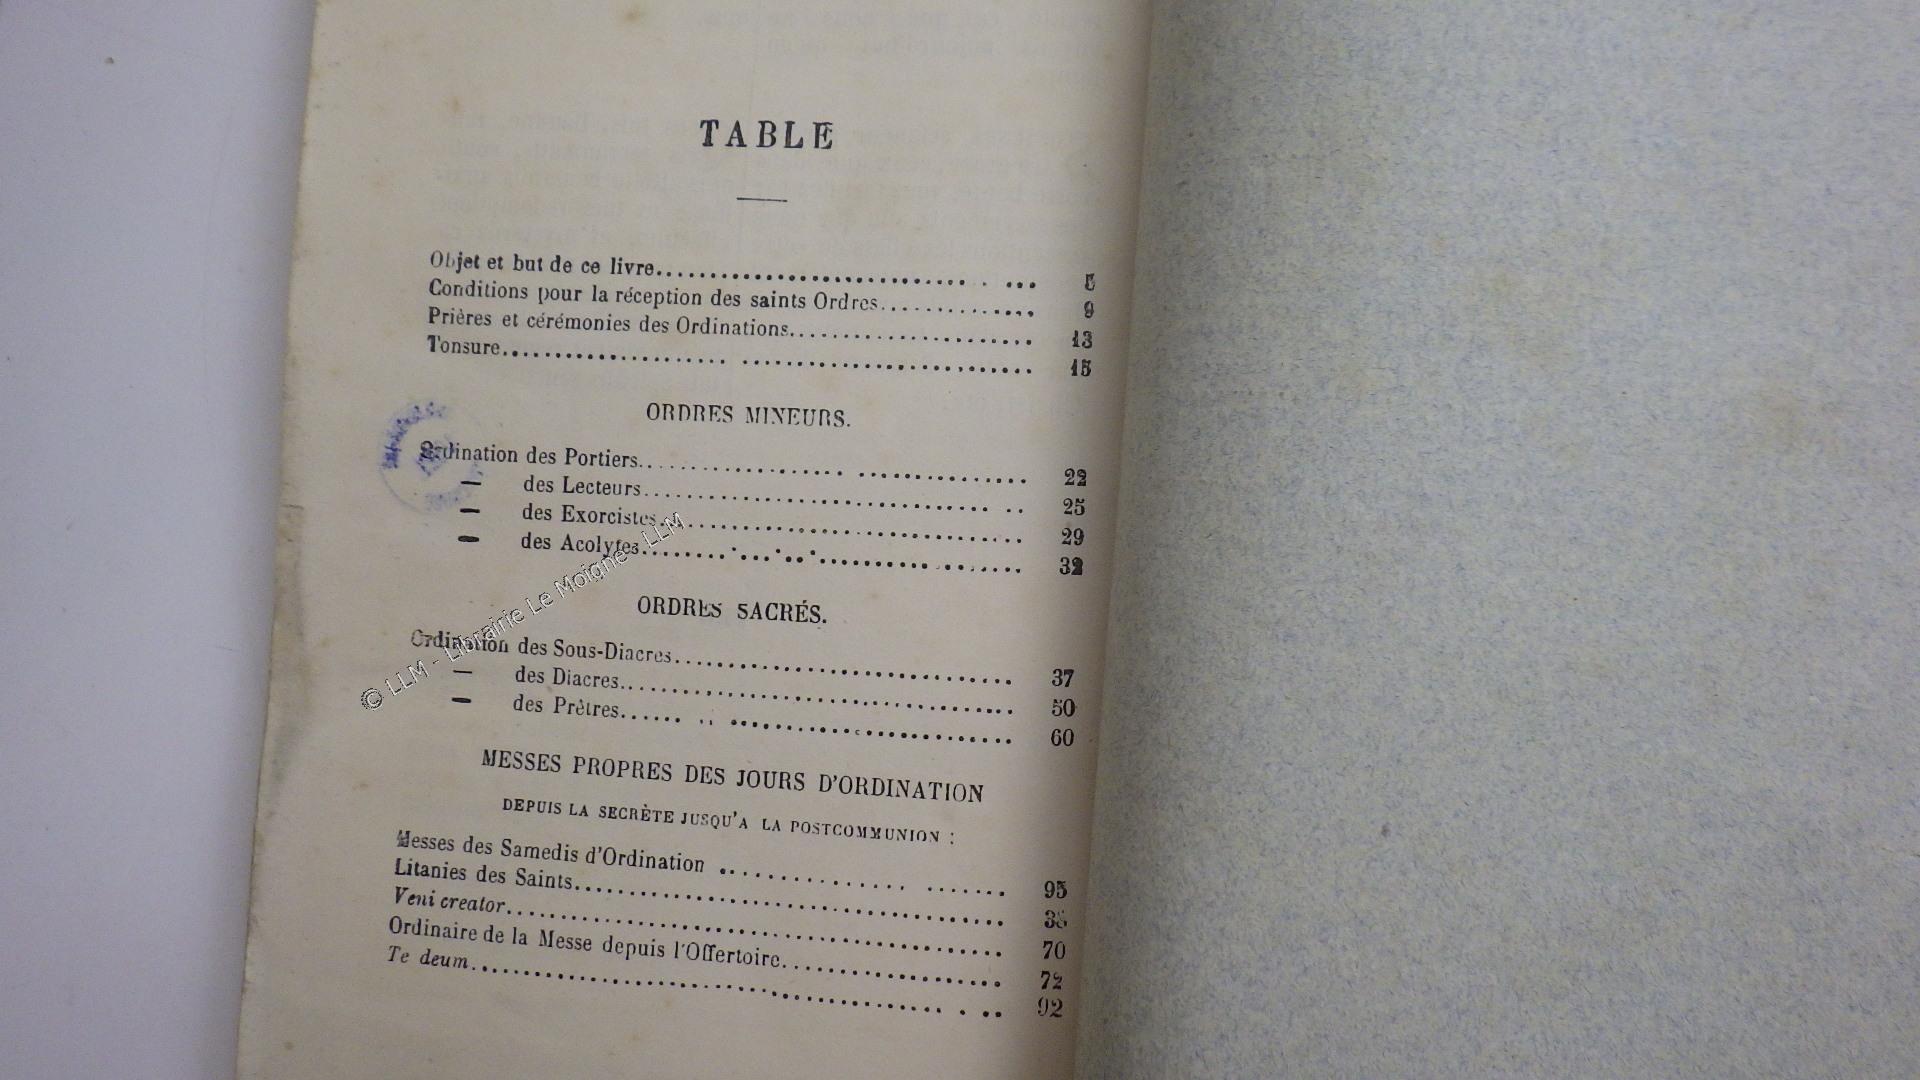 TABLE
Objet et but de ce livre........ 5
Conditions pour la réception des saints Ordres........ 9
Prières et cérémonies des Ordinations........ 13
Tonsure........ 15
ORDRES MINEURS.
Ordination des Portiers........ 22
— des Lecteurs........ 25
— des Exorcistes........ 29
— des Acolytes........ 32
ORDRES SACRÉS.
Ordination des Sous-Diacres........ 37
— des Diacres........ 50
— des Prêtres........ 60
MESSES PROPRES DES JOURS D'ORDINATION
DEPUIS LA SECRÈTE JUSQU'A LA POSTCOMMUNION :
Messes des Samedis d'Ordination ........ 95
Litanies des Saints........ 38
Veni creator........ 70
Ordinaire de la Messe depuis l'Offertoire........ 72
Te deum........ 92
© LLM - Librairie Le Moigne - LLM